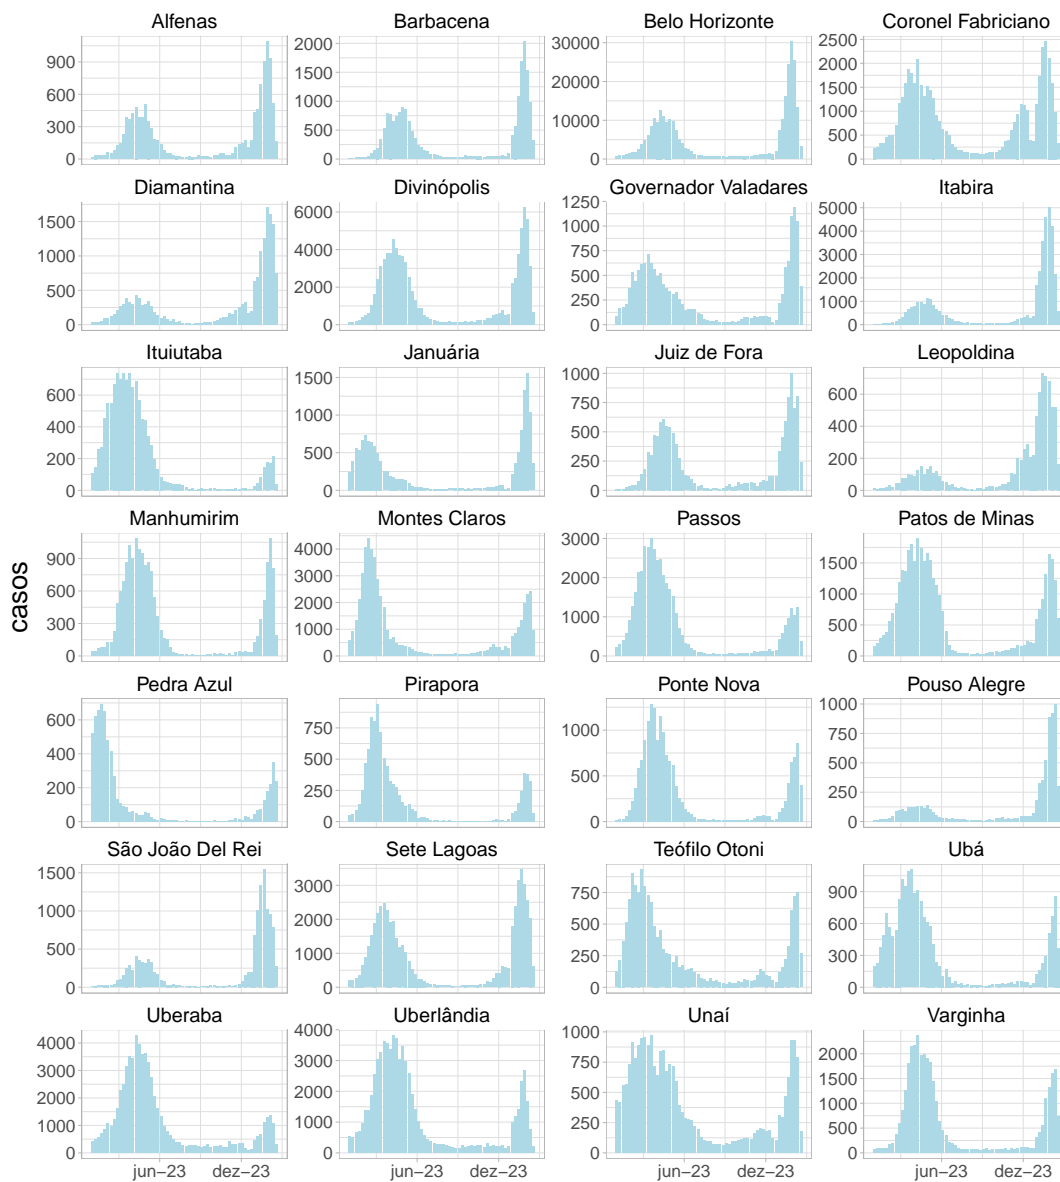 Alfenas Barbacena Belo Horizonte Coronel Fabriciano
900 600 300 0
2000 1500 1000 500 0
30000 20000 10000 0
2500 2000 1500 1000 500 0
Diamantina Divinópolis Governador Valadares Itabira
1500 1000 500 0
6000 4000 2000 0
1250 1000 750 500 250 0
5000 4000 3000 2000 1000 0
Ituiutaba Januária Juiz de Fora Leopoldina
600 400 200 0
1500 1000 500 0
1000 750 500 250 0
600 400 200 0
casos
Manhumirim Montes Claros Passos Patos de Minas
900 600 300 0
4000 3000 2000 1000 0
3000 2000 1000 0
1500 1000 500 0
Pedra Azul Pirapora Ponte Nova Pouso Alegre
600 400 200 0
750 500 250 0
1000 500 0
1000 750 500 250 0
São João Del Rei Sete Lagoas Teófilo Otoni Ubá
1500 1000 500 0
3000 2000 1000 0
750 500 250 0
900 600 300 0
Uberaba Uberlândia Unaí Varginha
4000 3000 2000 1000 0
4000 3000 2000 1000 0
1000 750 500 250 0
2000 1500 1000 500 0
jun–23 dez–23 jun–23 dez–23 jun–23 dez–23 jun–23 dez–23